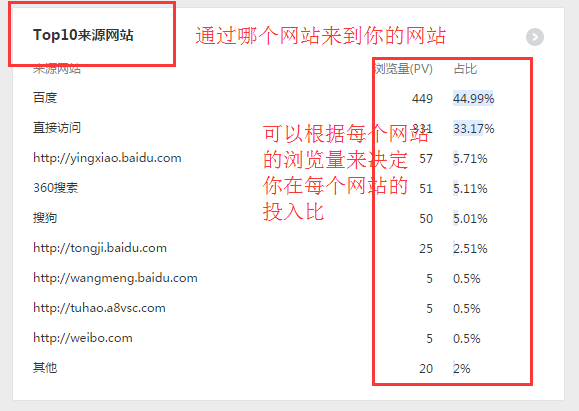 Top10来源网站
通过哪个网站来到你的网站
来源网站 浏览量(PV) 占比
百度 449 44.99%
直接访问 331 33.17%
可以根据每个网站
的浏览量来决定
你在每个网站的
投入比
http://yingxiao.baidu.com 57 5.71%
360搜索 51 5.11%
搜狗 50 5.01%
http://tongji.baidu.com 25 2.51%
http://wangmeng.baidu.com 5 0.5%
http://tuhao.a8vsc.com 5 0.5%
http://weibo.com 5 0.5%
其他 20 2%